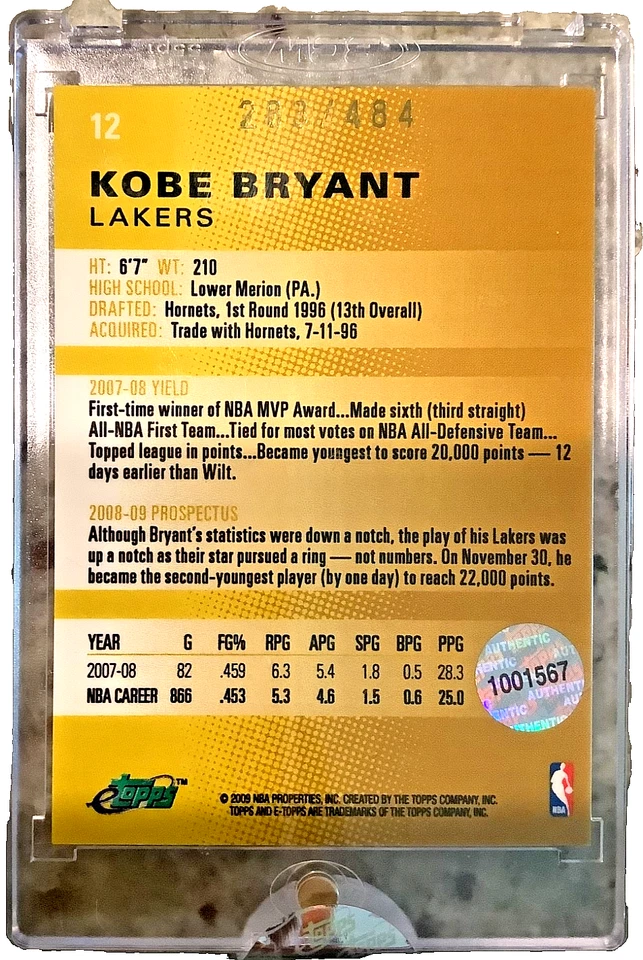 12
283/484
KOBE BRYANT
LAKERS
HT: 6'7" WT: 210
HIGH SCHOOL: Lower Merion (PA.)
DRAFTED: Hornets, 1st Round 1996 (13th Overall)
ACQUIRED: Trade with Hornets, 7-11-96
2007-08 YIELD
First-time winner of NBA MVP Award...Made sixth (third straight)
All-NBA First Team...Tied for most votes on NBA All-Defensive Team...
Topped league in points...Became youngest to score 20,000 points — 12
days earlier than Wilt.
2008-09 PROSPECTUS
Although Bryant's statistics were down a notch, the play of his Lakers was
up a notch as their star pursued a ring — not numbers. On November 30, he
became the second-youngest player (by one day) to reach 22,000 points.
YEAR G FG% RPG APG SPG BPG PPG
2007-08 82 .459 6.3 5.4 1.8 0.5 28.3
NBA CAREER 866 .453 5.3 4.6 1.5 0.6 25.0
AUTHENTIC
1001567
AUTHENTIC
eTopps™
© 2009 NBA PROPERTIES, INC. CREATED BY THE TOPPS COMPANY, INC.
TOPPS AND E-TOPPS ARE TRADEMARKS OF THE TOPPS COMPANY, INC.
NBA